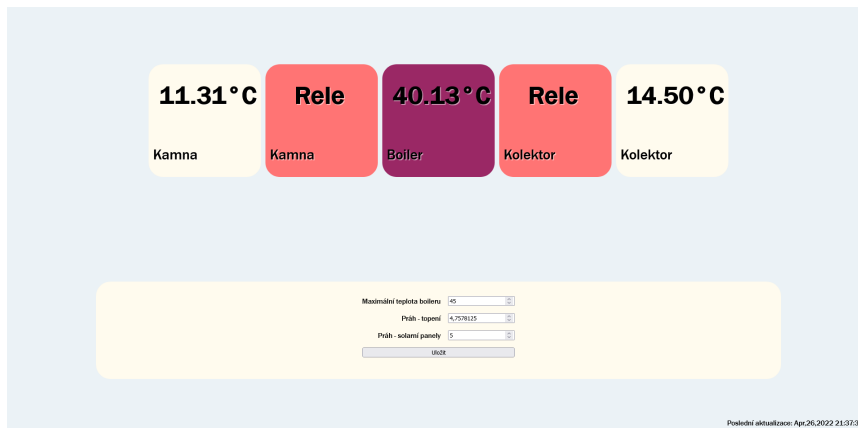 11.31°C Rele 40.13°C Rele 14.50°C
Kamna Kamna Boiler Kolektor Kolektor
Maximální teplota boileru 45
Práh - topení 4,7578125
Práh - solarní panely 5
Uložit
Poslední aktualizace: Apr,26,2022 21:37:3